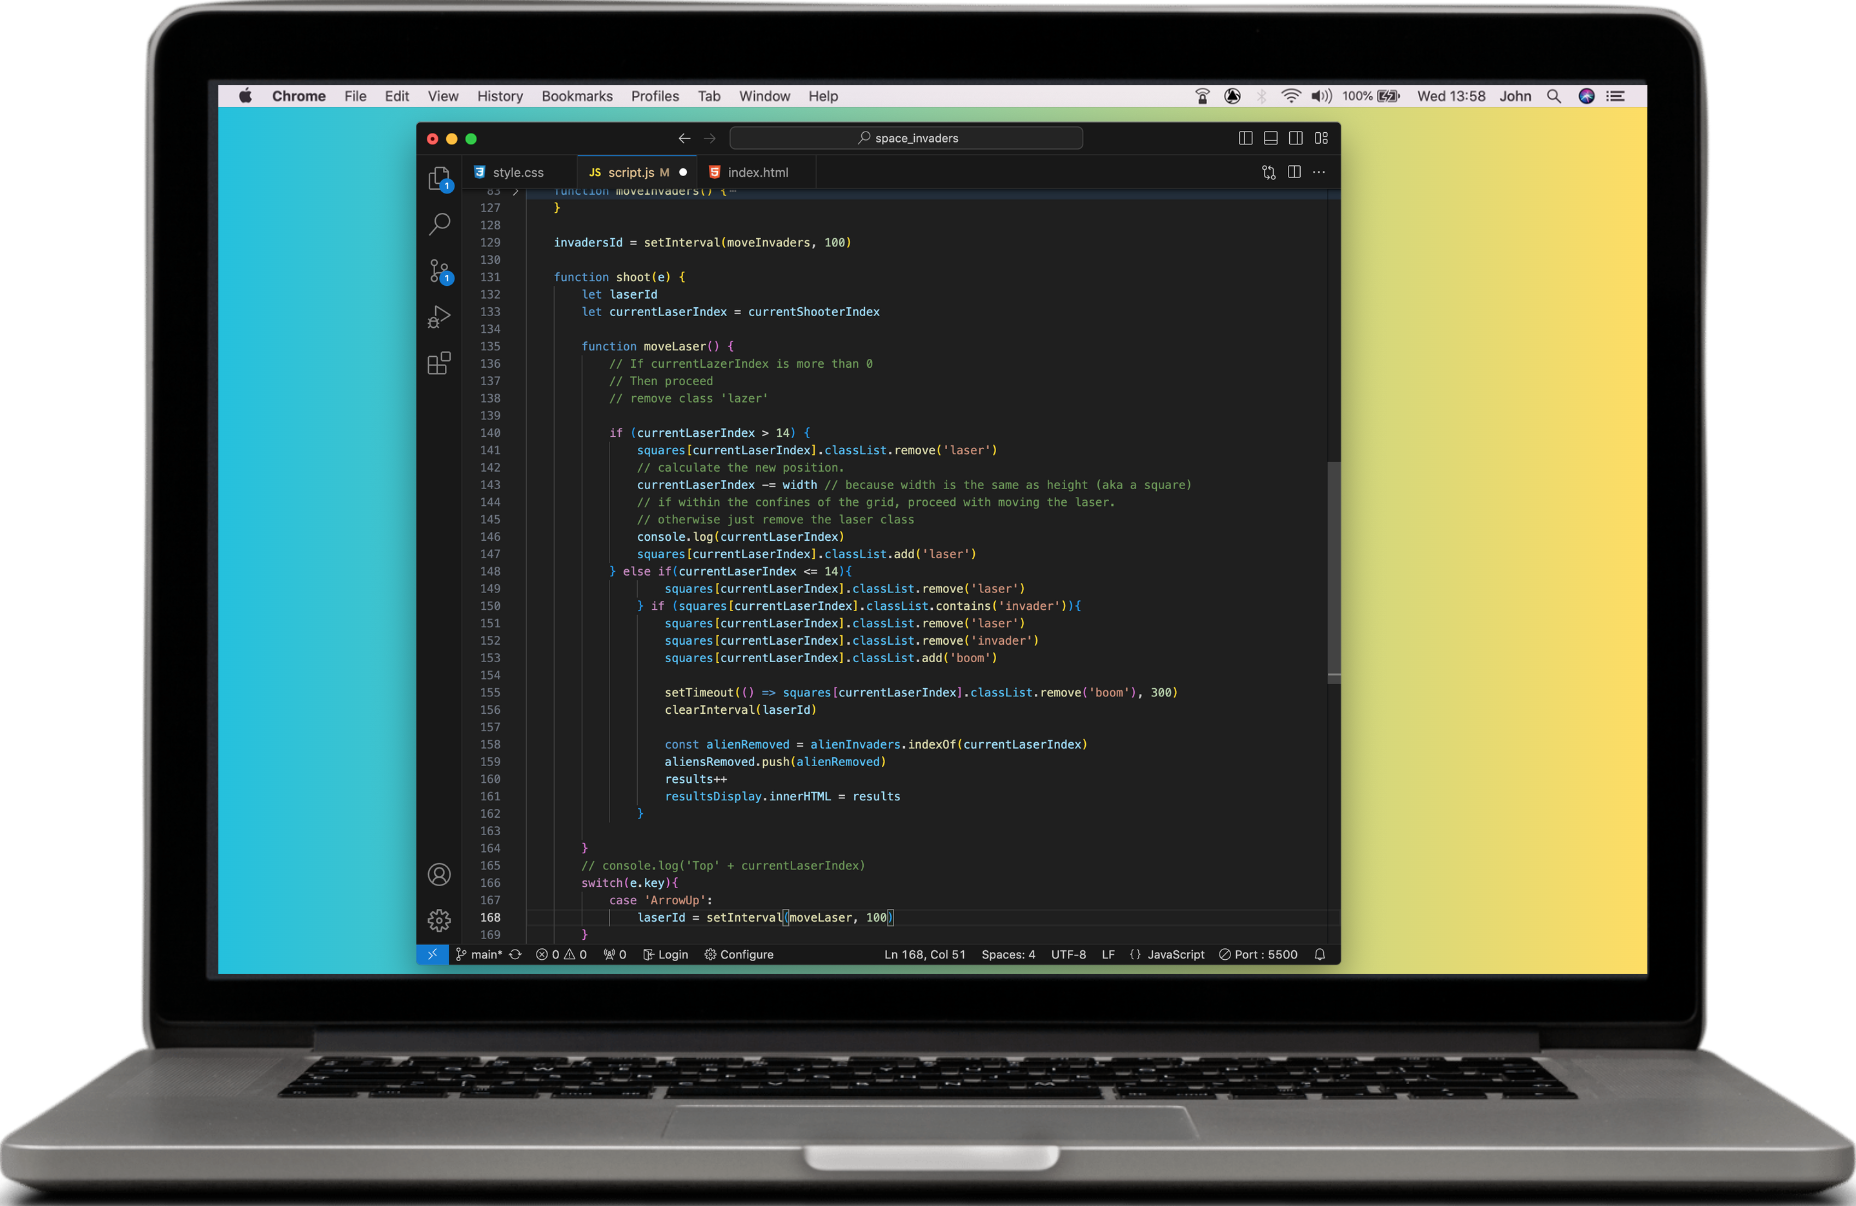 Chrome File Edit View History Bookmarks Profiles Tab Window Help 100% Wed 13:58 John
space_invaders
style.css JS script.js M index.html
83 function moveInvaders() {
127 }
128
129 invadersId = setInterval(moveInvaders, 100)
130
131 function shoot(e) {
132 let laserId
133 let currentLaserIndex = currentShooterIndex
134
135 function moveLaser() {
136 // If currentLazerIndex is more than 0
137 // Then proceed
138 // remove class 'lazer'
139
140 if (currentLaserIndex > 14) {
141 squares[currentLaserIndex].classList.remove('laser')
142 // calculate the new position.
143 currentLaserIndex -= width // because width is the same as height (aka a square)
144 // if within the confines of the grid, proceed with moving the laser.
145 // otherwise just remove the laser class
146 console.log(currentLaserIndex)
147 squares[currentLaserIndex].classList.add('laser')
148 } else if(currentLaserIndex <= 14){
149 squares[currentLaserIndex].classList.remove('laser')
150 } if (squares[currentLaserIndex].classList.contains('invader')){
151 squares[currentLaserIndex].classList.remove('laser')
152 squares[currentLaserIndex].classList.remove('invader')
153 squares[currentLaserIndex].classList.add('boom')
154
155 setTimeout(() => squares[currentLaserIndex].classList.remove('boom'), 300)
156 clearInterval(laserId)
157
158 const alienRemoved = alienInvaders.indexOf(currentLaserIndex)
159 aliensRemoved.push(alienRemoved)
160 results++
161 resultsDisplay.innerHTML = results
162 }
163
164 }
165 // console.log('Top' + currentLaserIndex)
166 switch(e.key){
167 case 'ArrowUp':
168 laserId = setInterval(moveLaser, 100)
169 }
1
1
main* 0 0 0 Login Configure Ln 168, Col 51 Spaces: 4 UTF-8 LF {} JavaScript Port : 5500